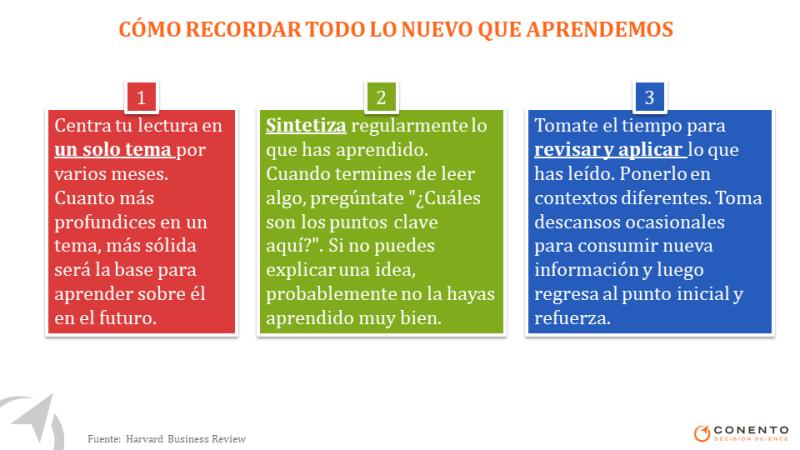 CÓMO RECORDAR TODO LO NUEVO QUE APRENDEMOS
1
Centra tu lectura en
un solo tema por
varios meses.
Cuanto más
profundices en un
tema, más sólida
será la base para
aprender sobre él
en el futuro.
2
Sintetiza regularmente lo
que has aprendido.
Cuando termines de leer
algo, pregúntate "¿Cuáles
son los puntos clave
aquí?". Si no puedes
explicar una idea,
probablemente no la hayas
aprendido muy bien.
3
Tomate el tiempo para
revisar y aplicar lo que
has leído. Ponerlo en
contextos diferentes. Toma
descansos ocasionales
para consumir nueva
información y luego
regresa al punto inicial y
refuerza.
Fuente: Harvard Business Review
CONENTO
DECISION SCIENCE